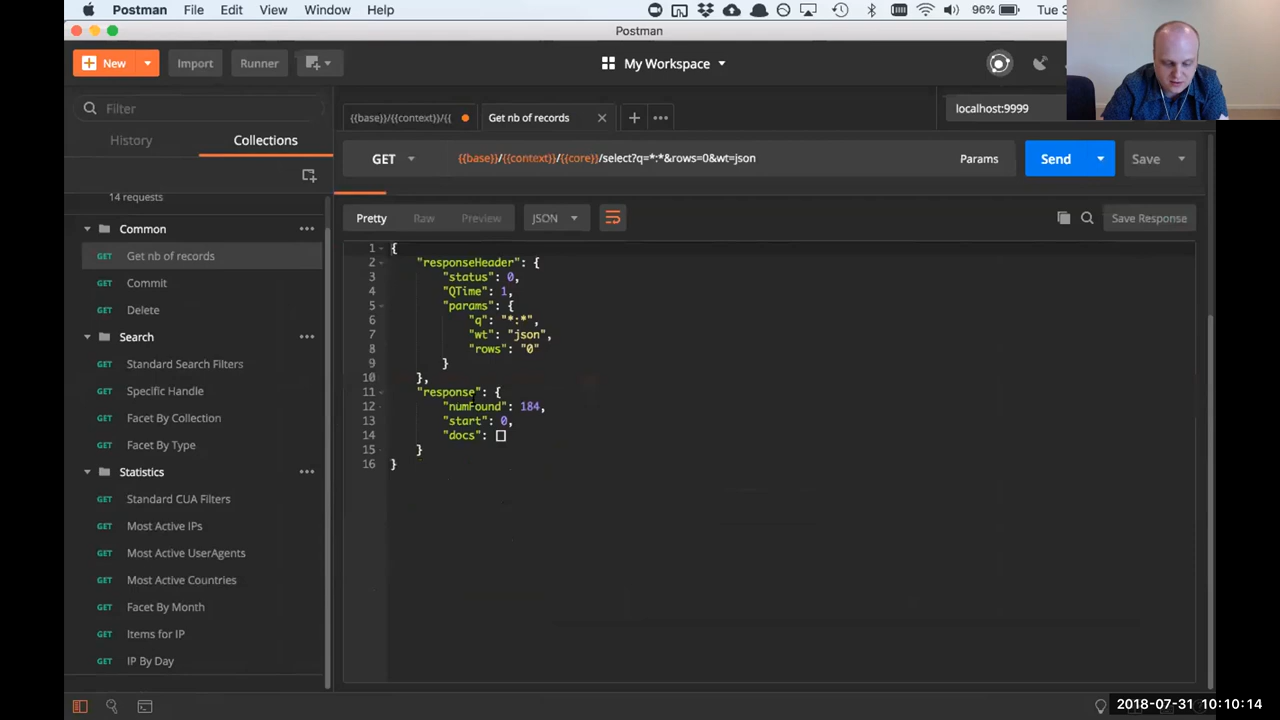 Postman File Edit View Window Help 96% Tue 3
Postman
New Import Runner My Workspace
Filter
{{base}}/{{context}}/{{ Get nb of records localhost:9999
History Collections
GET {{base}}/{{context}}/{{core}}/select?q=*:*&rows=0&wt=json Params Send Save
14 requests
Pretty Raw Preview JSON Save Response
Common
GET Get nb of records
GET Commit
GET Delete
Search
GET Standard Search Filters
GET Specific Handle
GET Facet By Collection
GET Facet By Type
Statistics
GET Standard CUA Filters
GET Most Active IPs
GET Most Active UserAgents
GET Most Active Countries
GET Facet By Month
GET Items for IP
GET IP By Day
1 {
2 "responseHeader": {
3 "status": 0,
4 "QTime": 1,
5 "params": {
6 "q": "*:*",
7 "wt": "json",
8 "rows": "0"
9 }
10 },
11 "response": {
12 "numFound": 184,
13 "start": 0,
14 "docs": []
15 }
16 }
2018-07-31 10:10:14